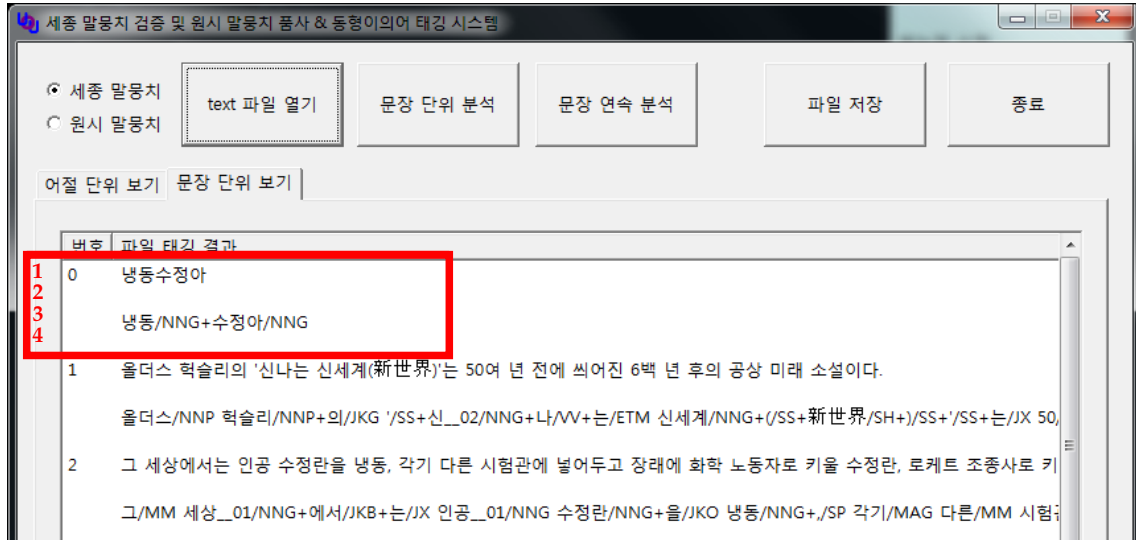 세종 말뭉치 검증 및 원시 말뭉치 품사 & 동형이의어 태깅 시스템
세종 말뭉치
원시 말뭉치
text 파일 열기
문장 단위 분석
문장 연속 분석
파일 저장
종료
어절 단위 보기 문장 단위 보기
번호 파일 태깅 결과
1 0 냉동수정아
2
3 냉동/NNG+수정아/NNG
4
1 올더스 헉슬리의 '신나는 신세계(新世界)'는 50여 년 전에 씌어진 6백 년 후의 공상 미래 소설이다.
올더스/NNP 헉슬리/NNP+의/JKG '/SS+신__02/NNG+나/VV+는/ETM 신세계/NNG+(/SS+新世界/SH+)/SS+'/SS+는/JX 50/
2 그 세상에서는 인공 수정란을 냉동, 각기 다른 시험관에 넣어두고 장래에 화학 노동자로 키울 수정란, 로케트 조종사로 키
그/MM 세상__01/NNG+에서/JKB+는/JX 인공__01/NNG 수정란/NNG+을/JKO 냉동/NNG+,/SP 각기/MAG 다른/MM